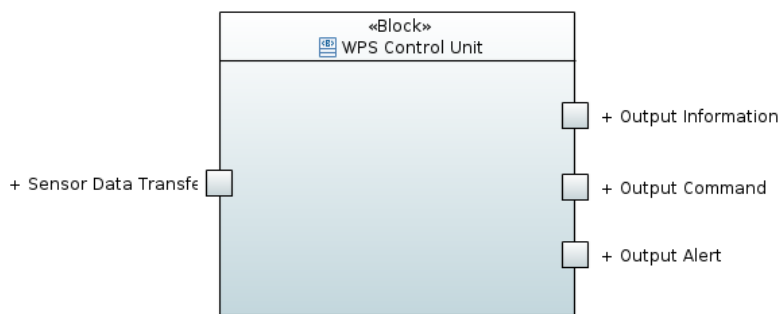 «Block»
WPS Control Unit
+ Output Information
+ Sensor Data Transfe
+ Output Command
+ Output Alert